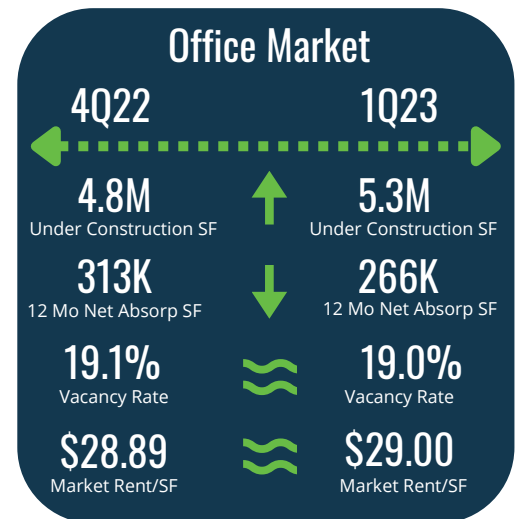 Office Market
4Q22 1Q23
4.8M 5.3M
Under Construction SF Under Construction SF
313K 266K
12 Mo Net Absorp SF 12 Mo Net Absorp SF
19.1% 19.0%
Vacancy Rate Vacancy Rate
$28.89 $29.00
Market Rent/SF Market Rent/SF